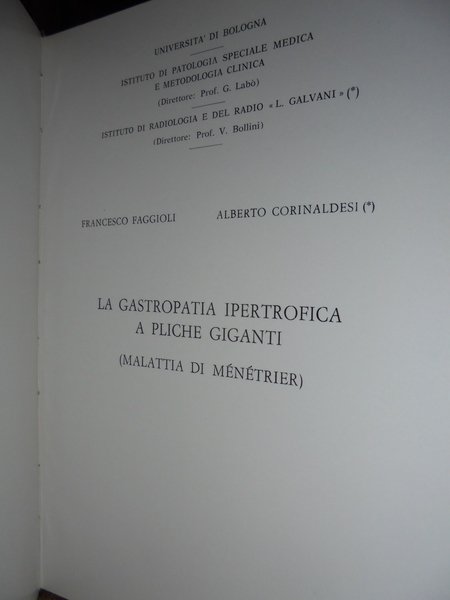 UNIVERSITA' DI BOLOGNA
ISTITUTO DI PATOLOGIA SPECIALE MEDICA
E METODOLOGIA CLINICA
(Direttore: Prof. G. Labò)
ISTITUTO DI RADIOLOGIA E DEL RADIO «L. GALVANI» (*)
(Direttore: Prof. V. Bollini)
FRANCESCO FAGGIOLI ALBERTO CORINALDESI (*)
LA GASTROPATIA IPERTROFICA
A PLICHE GIGANTI
(MALATTIA DI MÉNÉTRIER)